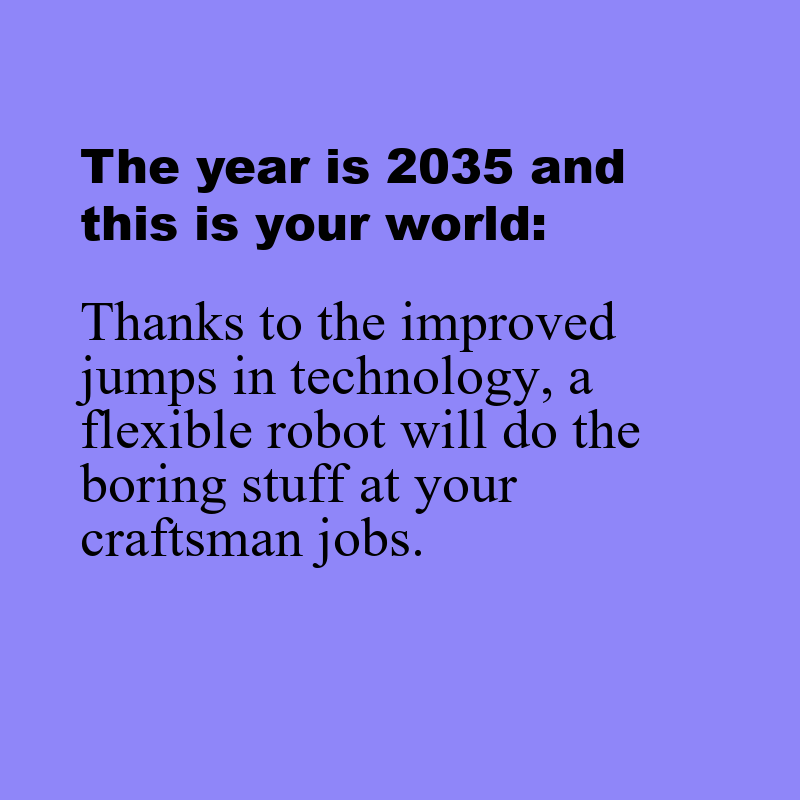 The year is 2035 and
this is your world:
Thanks to the improved
jumps in technology, a
flexible robot will do the
boring stuff at your
craftsman jobs.